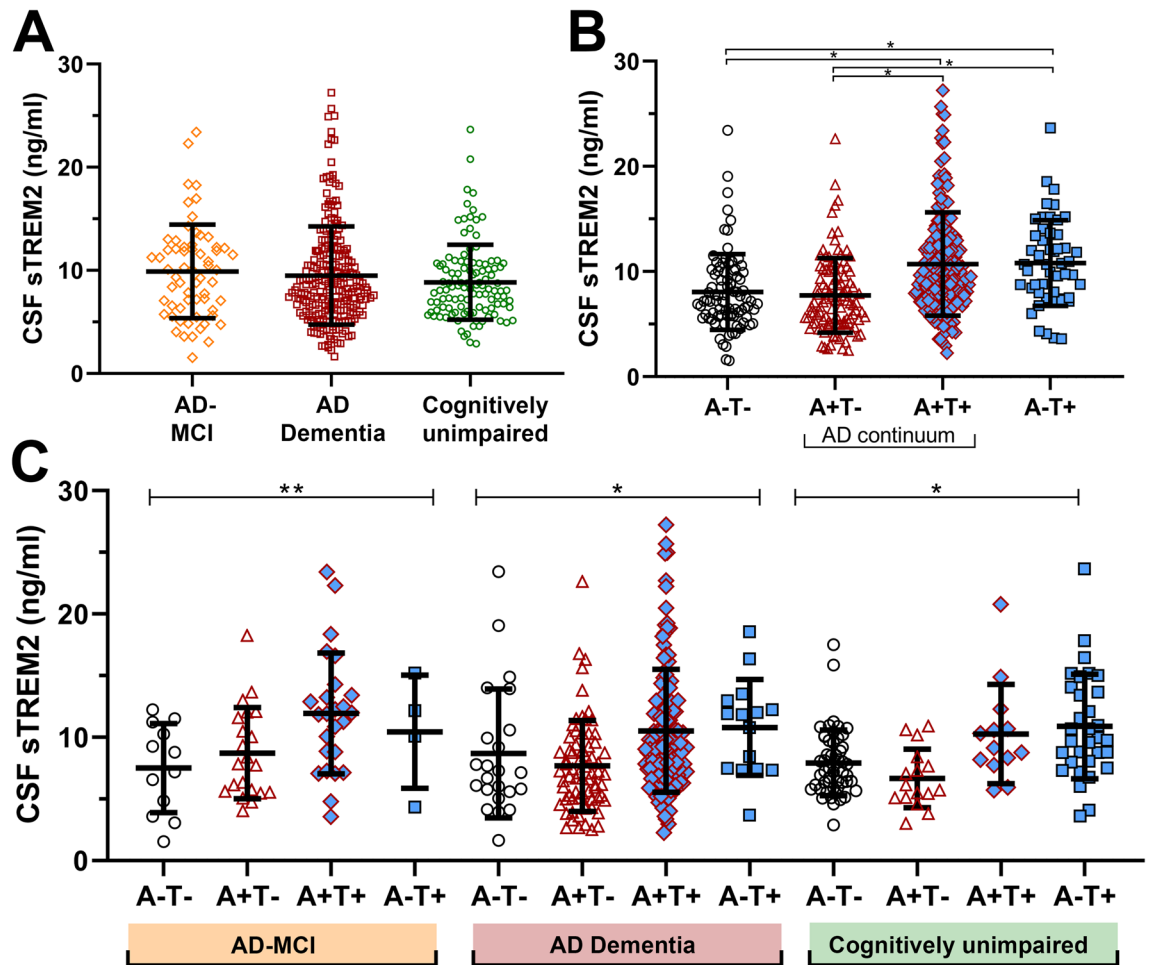 A
CSF sTREM2 (ng/ml)
30
20
10
0
AD-
MCI
AD
Dementia
Cognitively
unimpaired
B
CSF sTREM2 (ng/ml)
30
20
10
0
*
*
*
*
A-T-
A+T-
A+T+
A-T+
AD continuum
C
CSF sTREM2 (ng/ml)
30
20
10
0
**
*
*
A-T-
A+T-
A+T+
A-T+
A-T-
A+T-
A+T+
A-T+
A-T-
A+T-
A+T+
A-T+
AD-MCI
AD Dementia
Cognitively unimpaired